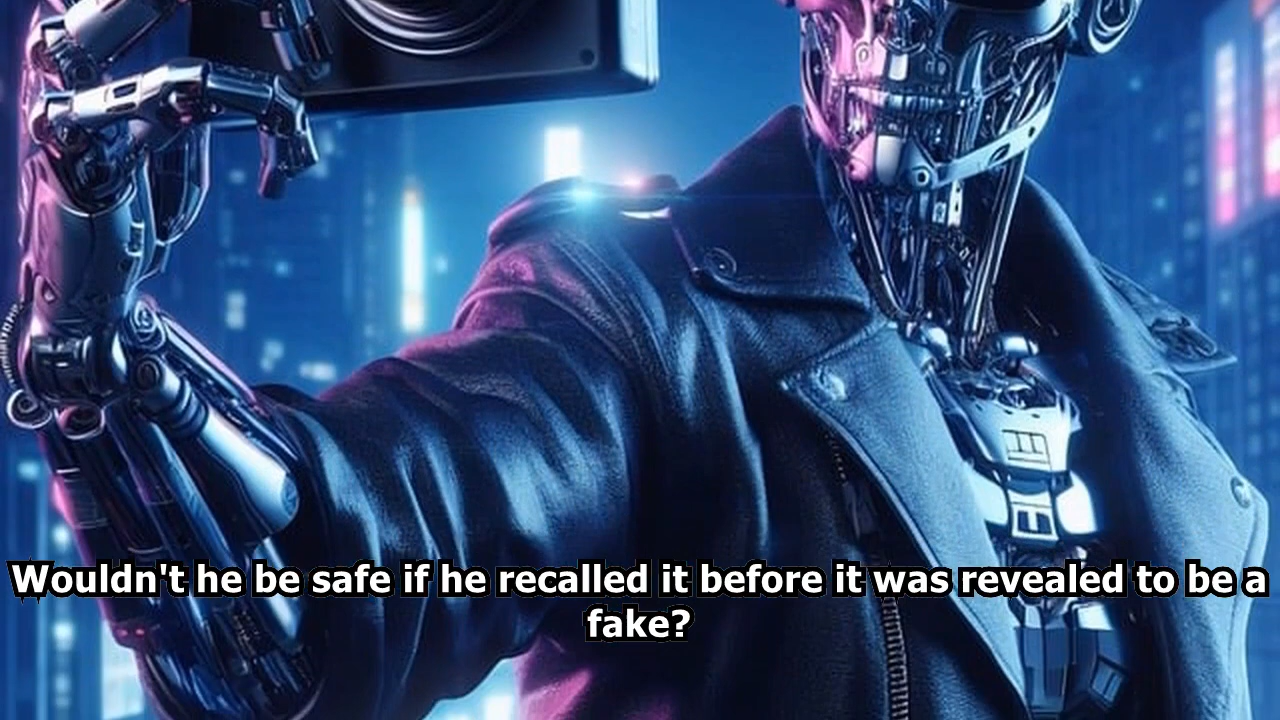 Wouldn't he be safe if he recalled it before it was revealed to be a
fake?